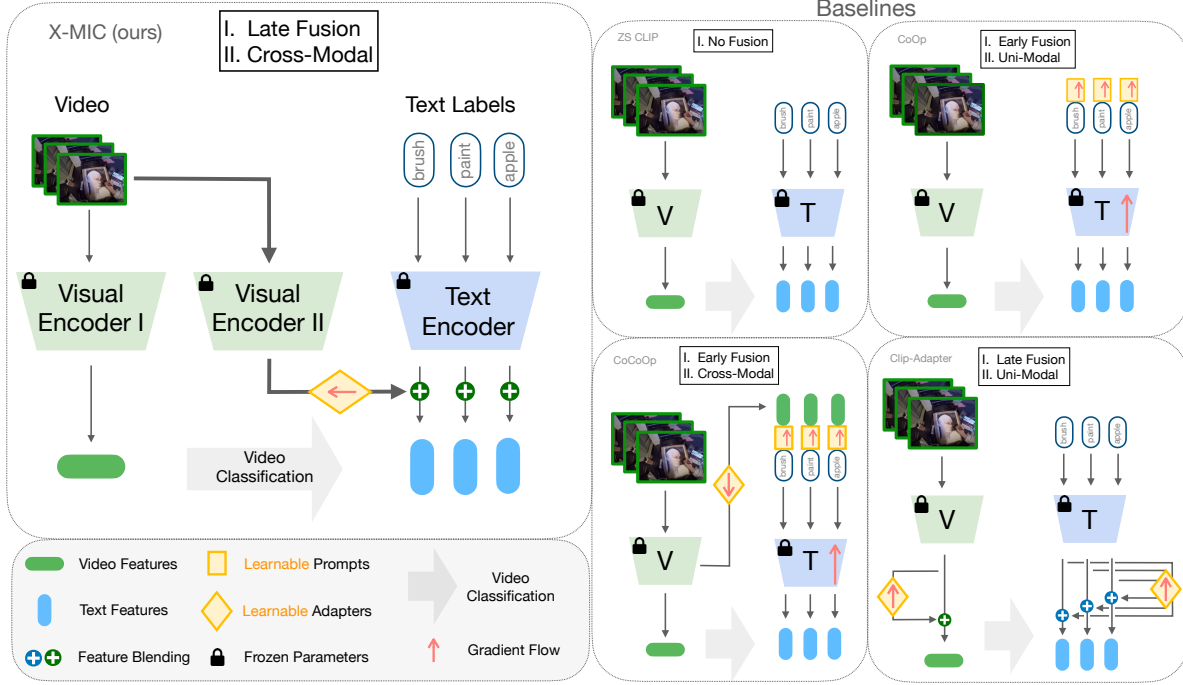 X-MIC (ours)
I. Late Fusion
II. Cross-Modal
Video
Text Labels
brush
paint
apple
Visual
Encoder I
Visual
Encoder II
Text
Encoder
Video
Classification
Video Features
Learnable Prompts
Text Features
Learnable Adapters
Feature Blending
Frozen Parameters
Video
Classification
Gradient Flow
Baselines
ZS CLIP
I. No Fusion
brush
paint
apple
V
T
CoOp
I. Early Fusion
II. Uni-Modal
brush
paint
apple
V
T
CoCoOp
I. Early Fusion
II. Cross-Modal
brush
paint
apple
V
T
Clip-Adapter
I. Late Fusion
II. Uni-Modal
brush
paint
apple
V
T